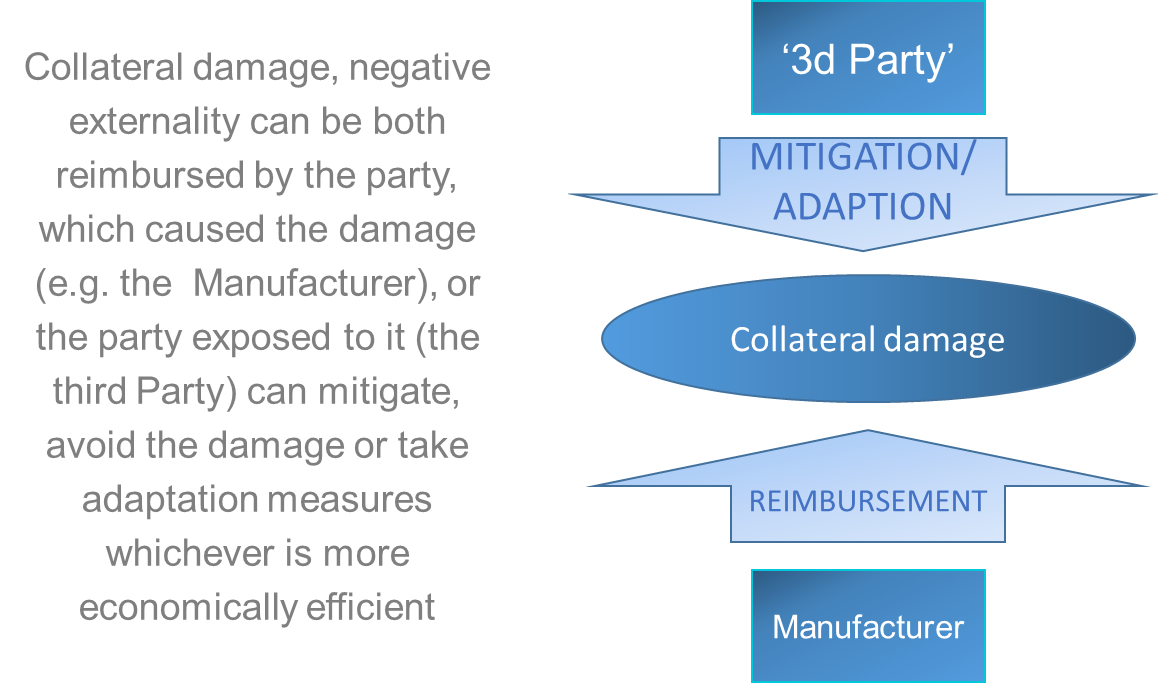 Collateral damage, negative
externality can be both
reimbursed by the party,
which caused the damage
(e.g. the  Manufacturer), or
the party exposed to it (the
third Party) can mitigate,
avoid the damage or take
adaptation measures
whichever is more
economically efficient
‘3d Party’
MITIGATION/
ADAPTION
Collateral damage
REIMBURSEMENT
Manufacturer